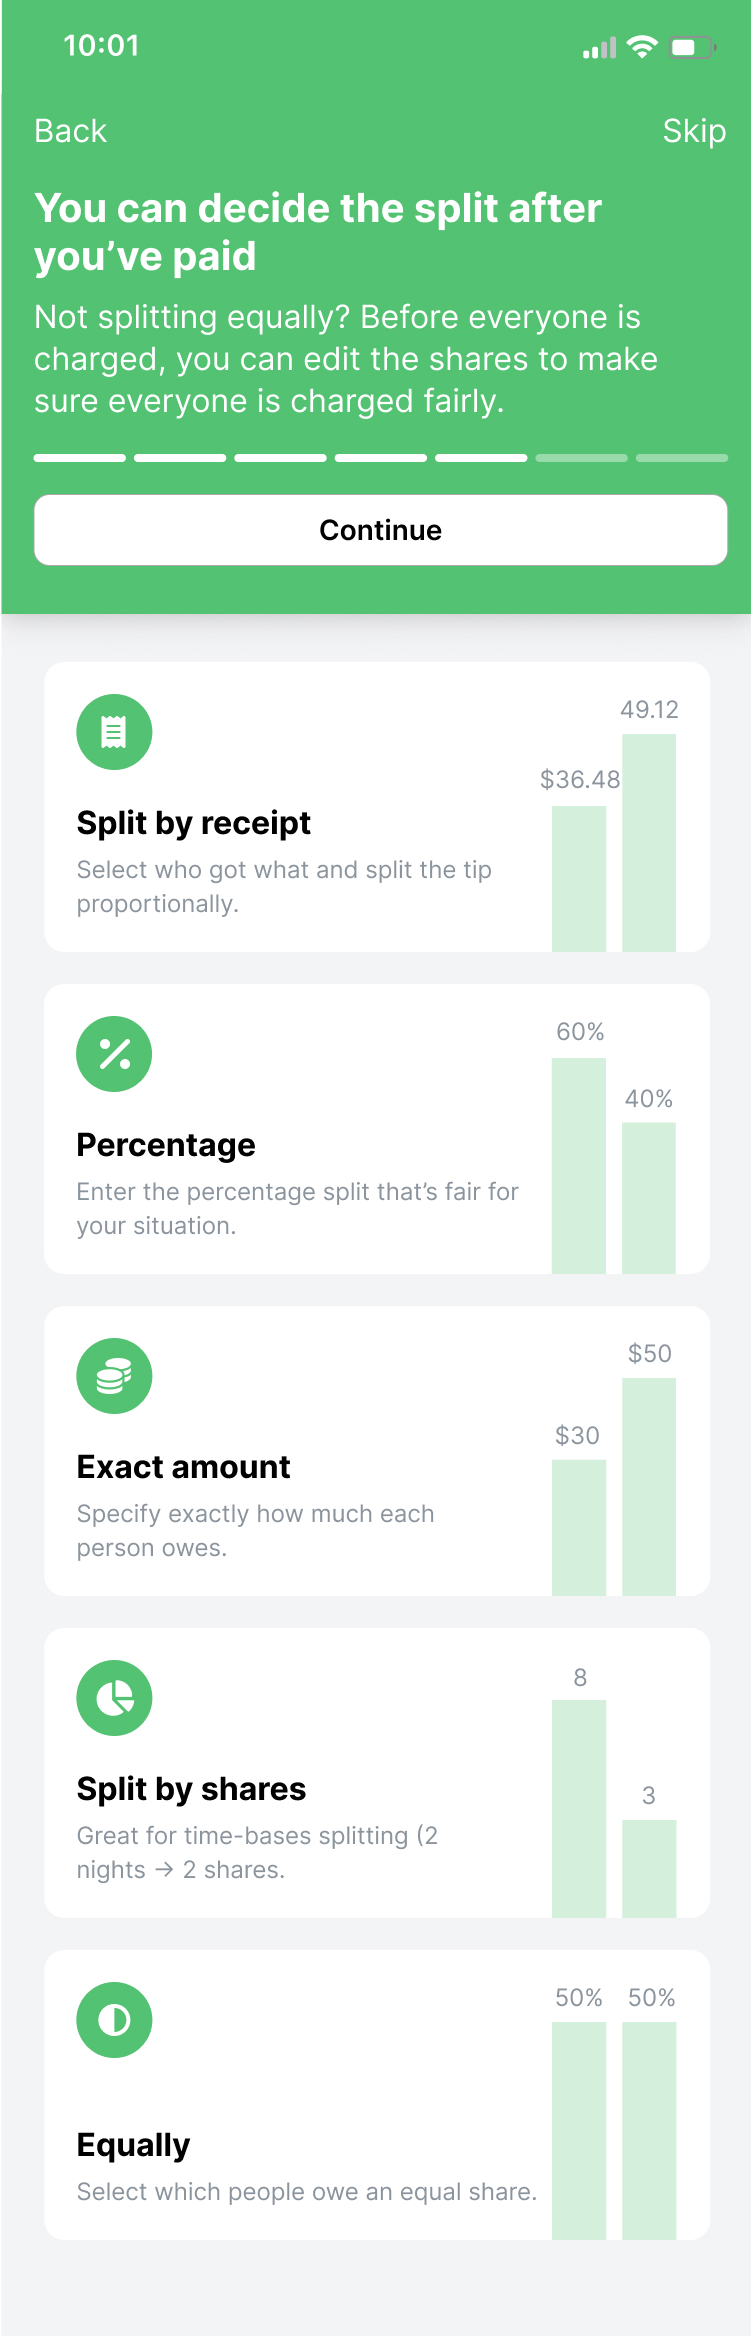 10:01
Back
Skip
You can decide the split after
you’ve paid
Not splitting equally? Before everyone is
charged, you can edit the shares to make
sure everyone is charged fairly.
Continue
49.12
$36.48
Split by receipt
Select who got what and split the tip
proportionally.
60%
40%
Percentage
Enter the percentage split that’s fair for
your situation.
$50
$30
Exact amount
Specify exactly how much each
person owes.
8
3
Split by shares
Great for time-bases splitting (2
nights → 2 shares.
50%
50%
Equally
Select which people owe an equal share.